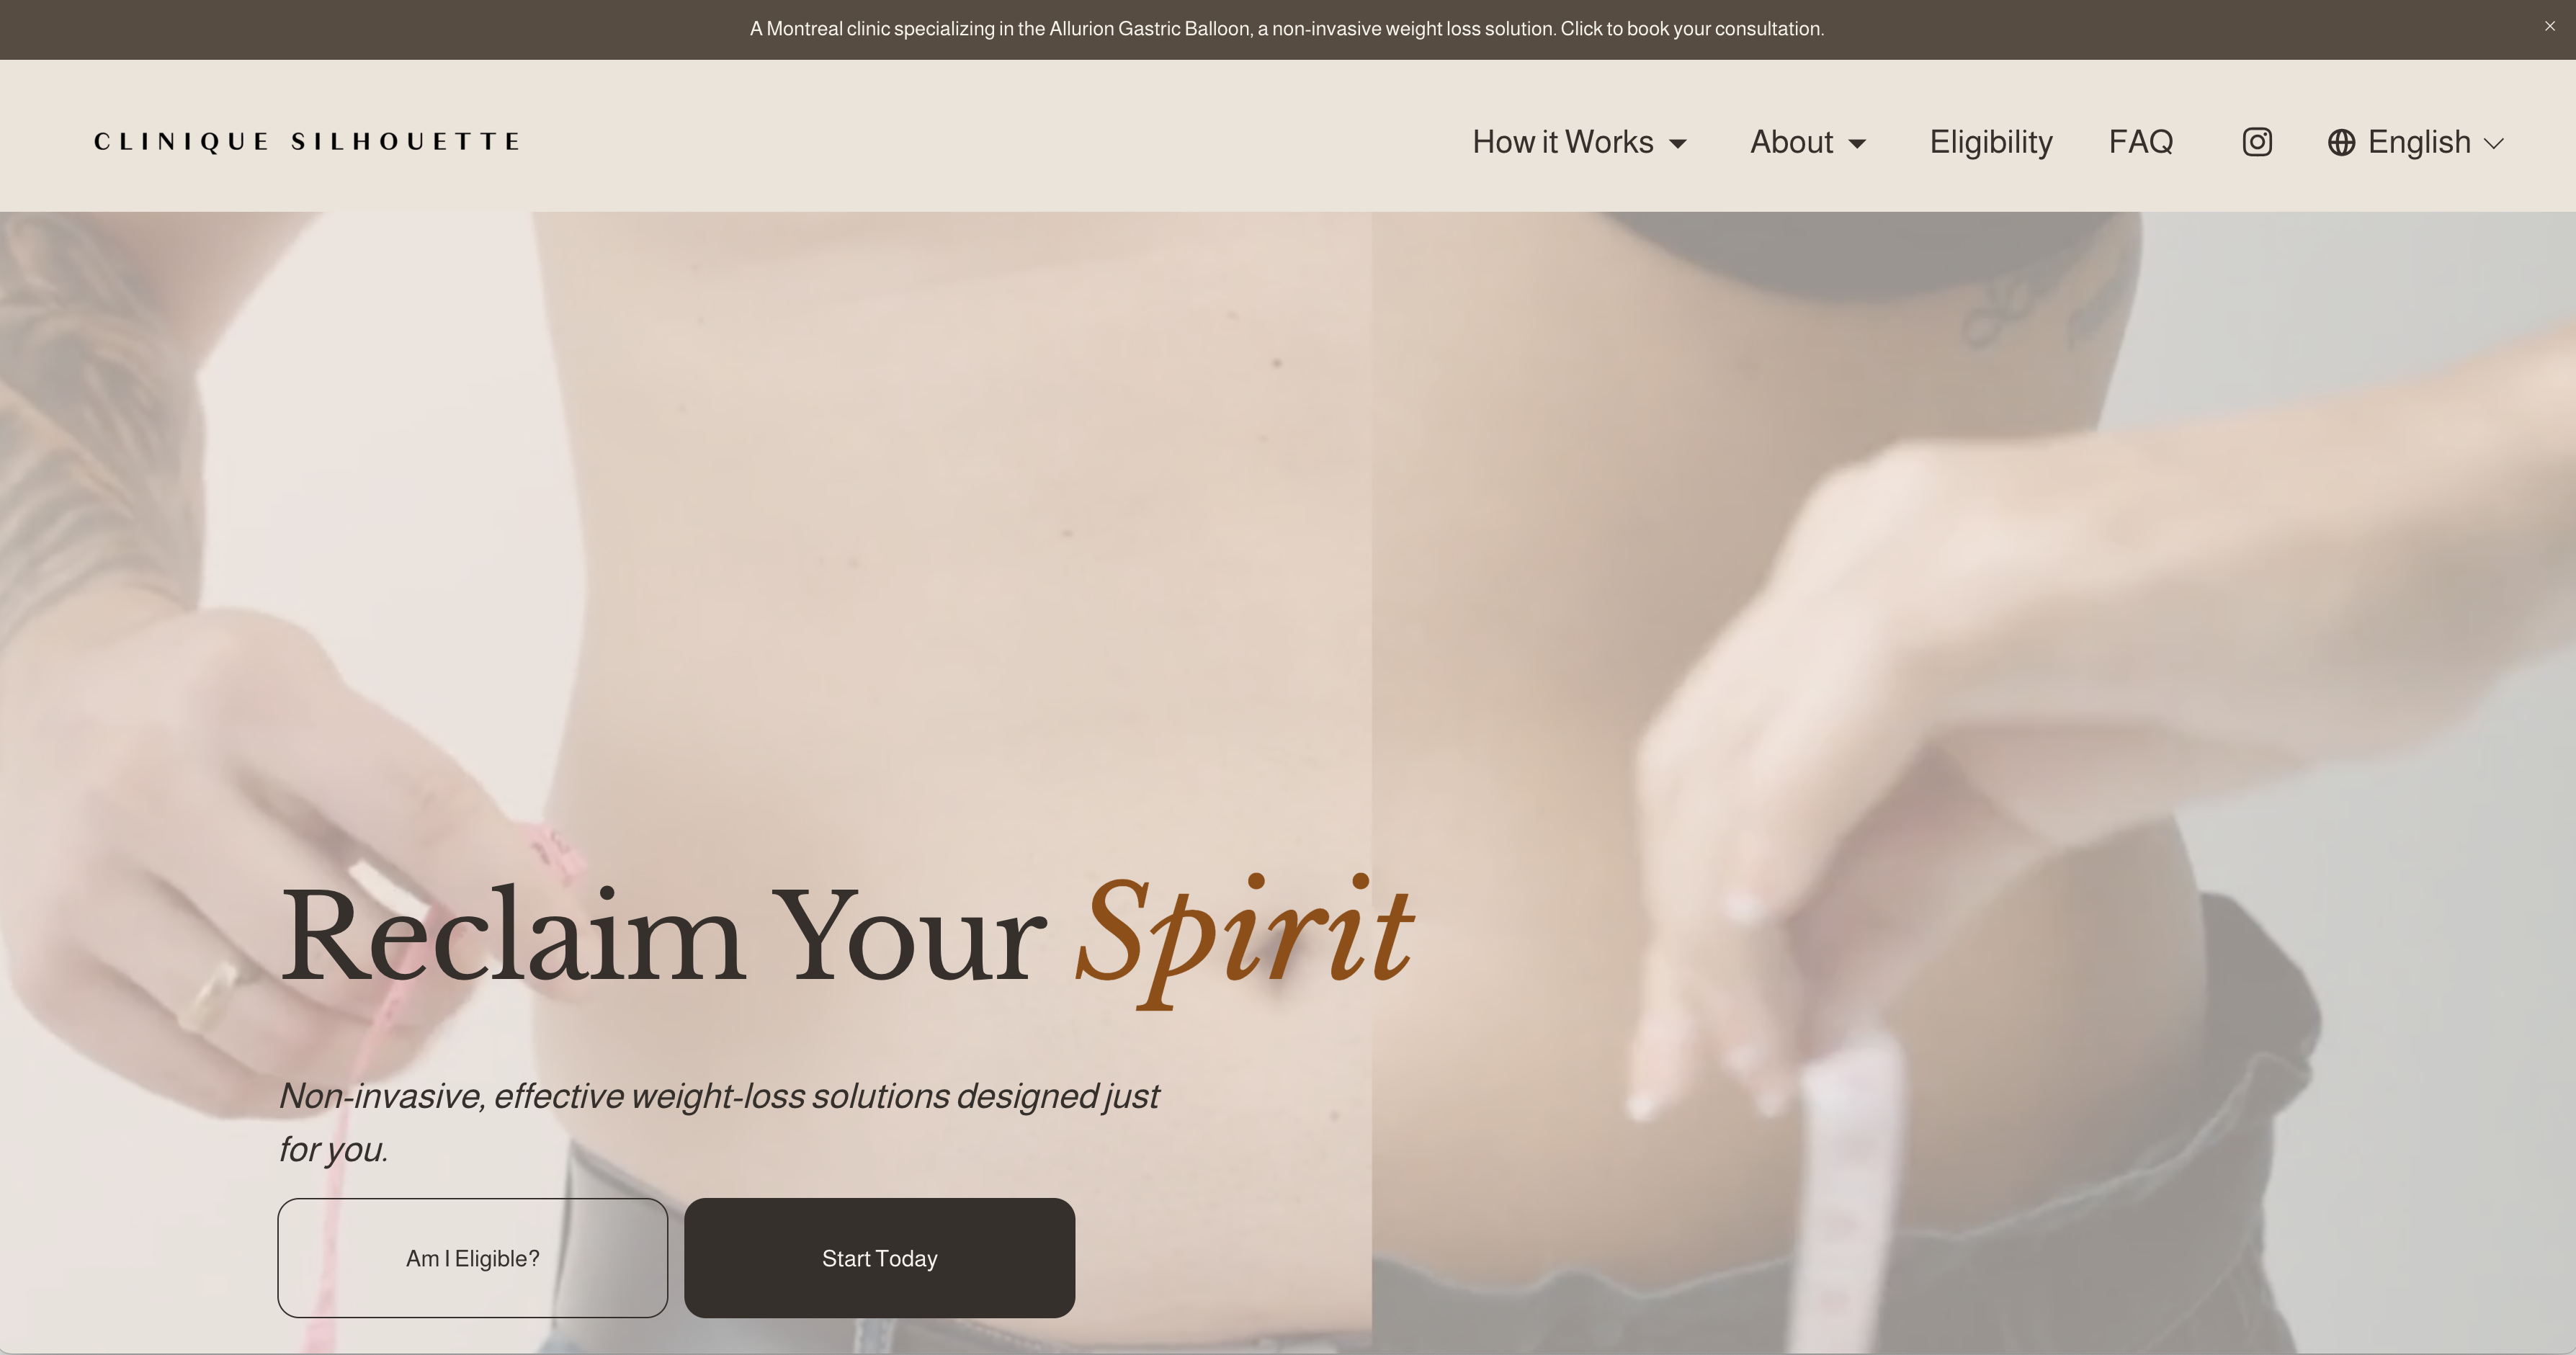 A Montreal clinic specializing in the Allurion Gastric Balloon, a non-invasive weight loss solution. Click to book your consultation.
CLINIQUE SILHOUETTE
How it Works
About
Eligibility
FAQ
English
Reclaim Your Spirit
Non-invasive, effective weight-loss solutions designed just
for you.
Am I Eligible?
Start Today